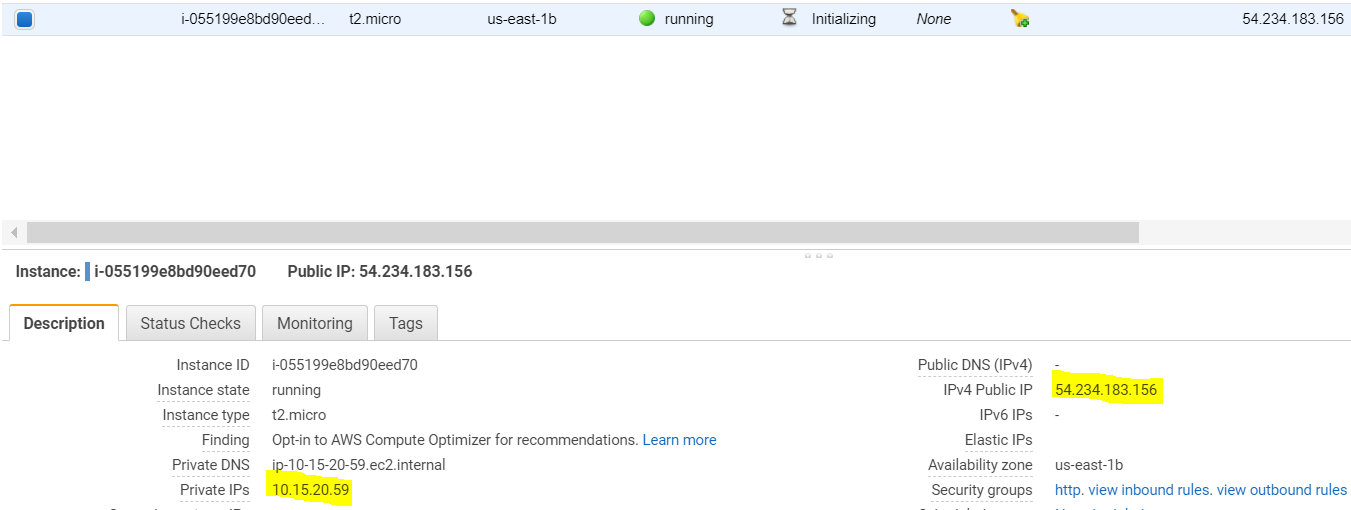 i-055199e8bd90eed... t2.micro us-east-1b running Initializing None 54.234.183.156
Instance: i-055199e8bd90eed70 Public IP: 54.234.183.156
Description Status Checks Monitoring Tags
Instance ID i-055199e8bd90eed70 Public DNS (IPv4) -
Instance state running IPv4 Public IP 54.234.183.156
Instance type t2.micro IPv6 IPs -
Finding Opt-in to AWS Compute Optimizer for recommendations. Learn more Elastic IPs
Private DNS ip-10-15-20-59.ec2.internal Availability zone us-east-1b
Private IPs 10.15.20.59 Security groups http. view inbound rules. view outbound rules